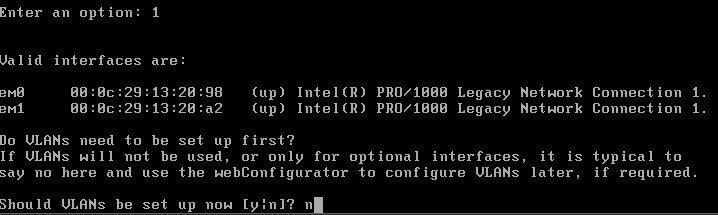 Enter an option: 1
Valid interfaces are:
em0 00:0c:29:13:20:98 (up) Intel(R) PRO/1000 Legacy Network Connection 1.
em1 00:0c:29:13:20:a2 (up) Intel(R) PRO/1000 Legacy Network Connection 1.
Do VLANs need to be set up first?
If VLANs will not be used, or only for optional interfaces, it is typical to
say no here and use the webConfigurator to configure VLANs later, if required.
Should VLANs be set up now [y|n]? n